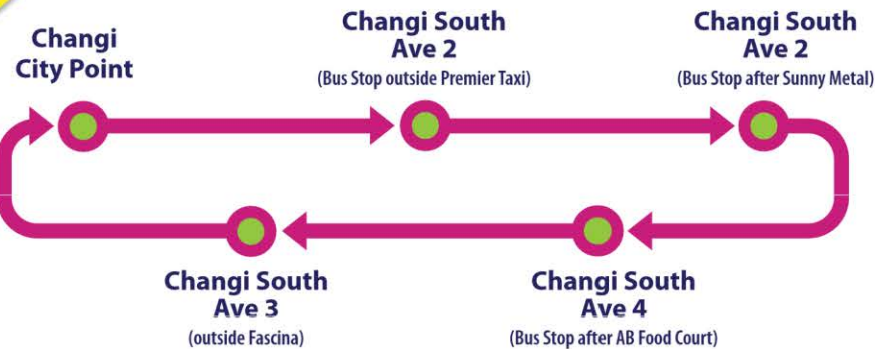 Changi
City Point
Changi South
Ave 2
(Bus Stop outside Premier Taxi)
Changi South
Ave 2
(Bus Stop after Sunny Metal)
Changi South
Ave 3
(outside Fascina)
Changi South
Ave 4
(Bus Stop after AB Food Court)